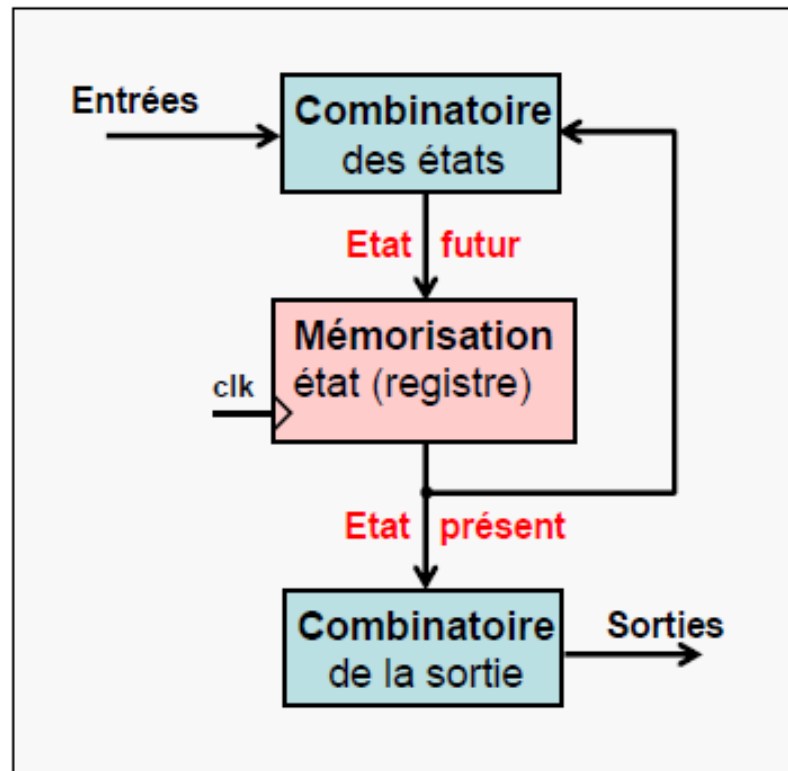 Entrées
Combinatoire
des états
Etat futur
Mémorisation
état (registre)
clk
Etat présent
Combinatoire
de la sortie
Sorties